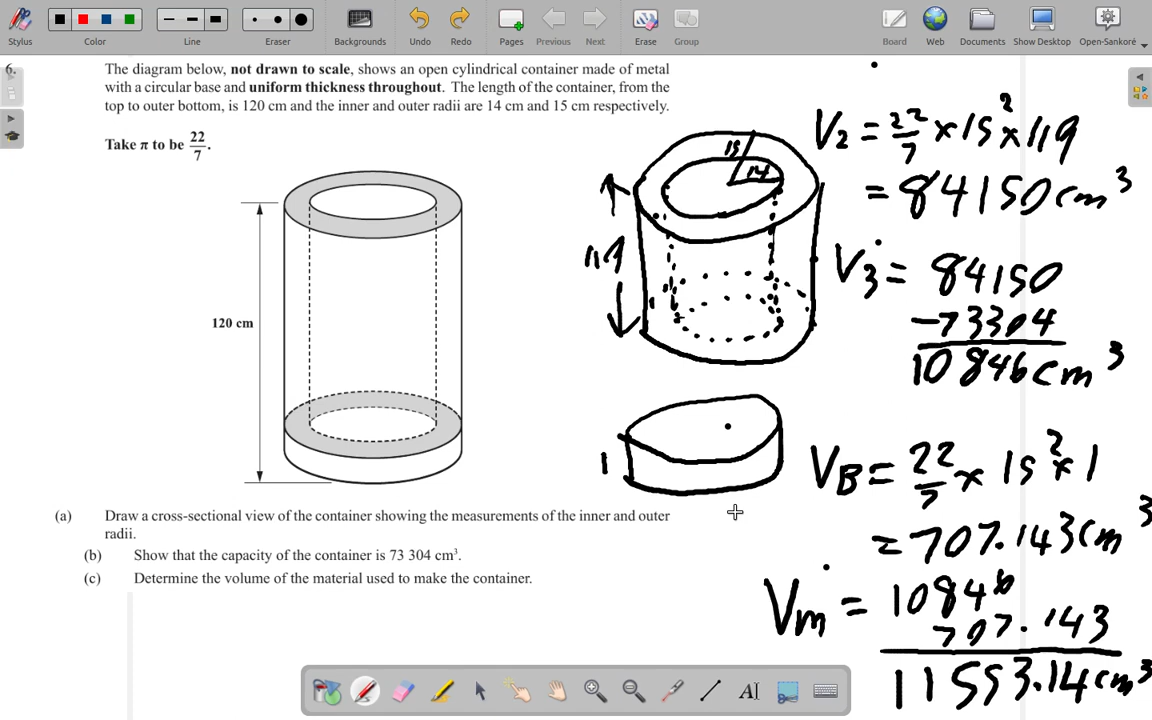 Stylus
Color
Line
Eraser
Backgrounds
Undo
Redo
Pages
Previous
Next
Erase
Group
Board
Web
Documents
Show Desktop
Open-Sankoré
6.
The diagram below, not drawn to scale, shows an open cylindrical container made of metal
with a circular base and uniform thickness throughout. The length of the container, from the
top to outer bottom, is 120 cm and the inner and outer radii are 14 cm and 15 cm respectively.
Take π to be 22/7.
120 cm
(a) Draw a cross-sectional view of the container showing the measurements of the inner and outer
radii.
(b) Show that the capacity of the container is 73 304 cm³.
(c) Determine the volume of the material used to make the container.
15
14
119
1
V₂ = 22/7 × 15² × 119
= 84150 cm³
V₃ = 84150
-73304
10846 cm³
V_B = 22/7 × 15² × 1
= 707.143 cm³
V_m = 10846
707.143
11553.14 cm³